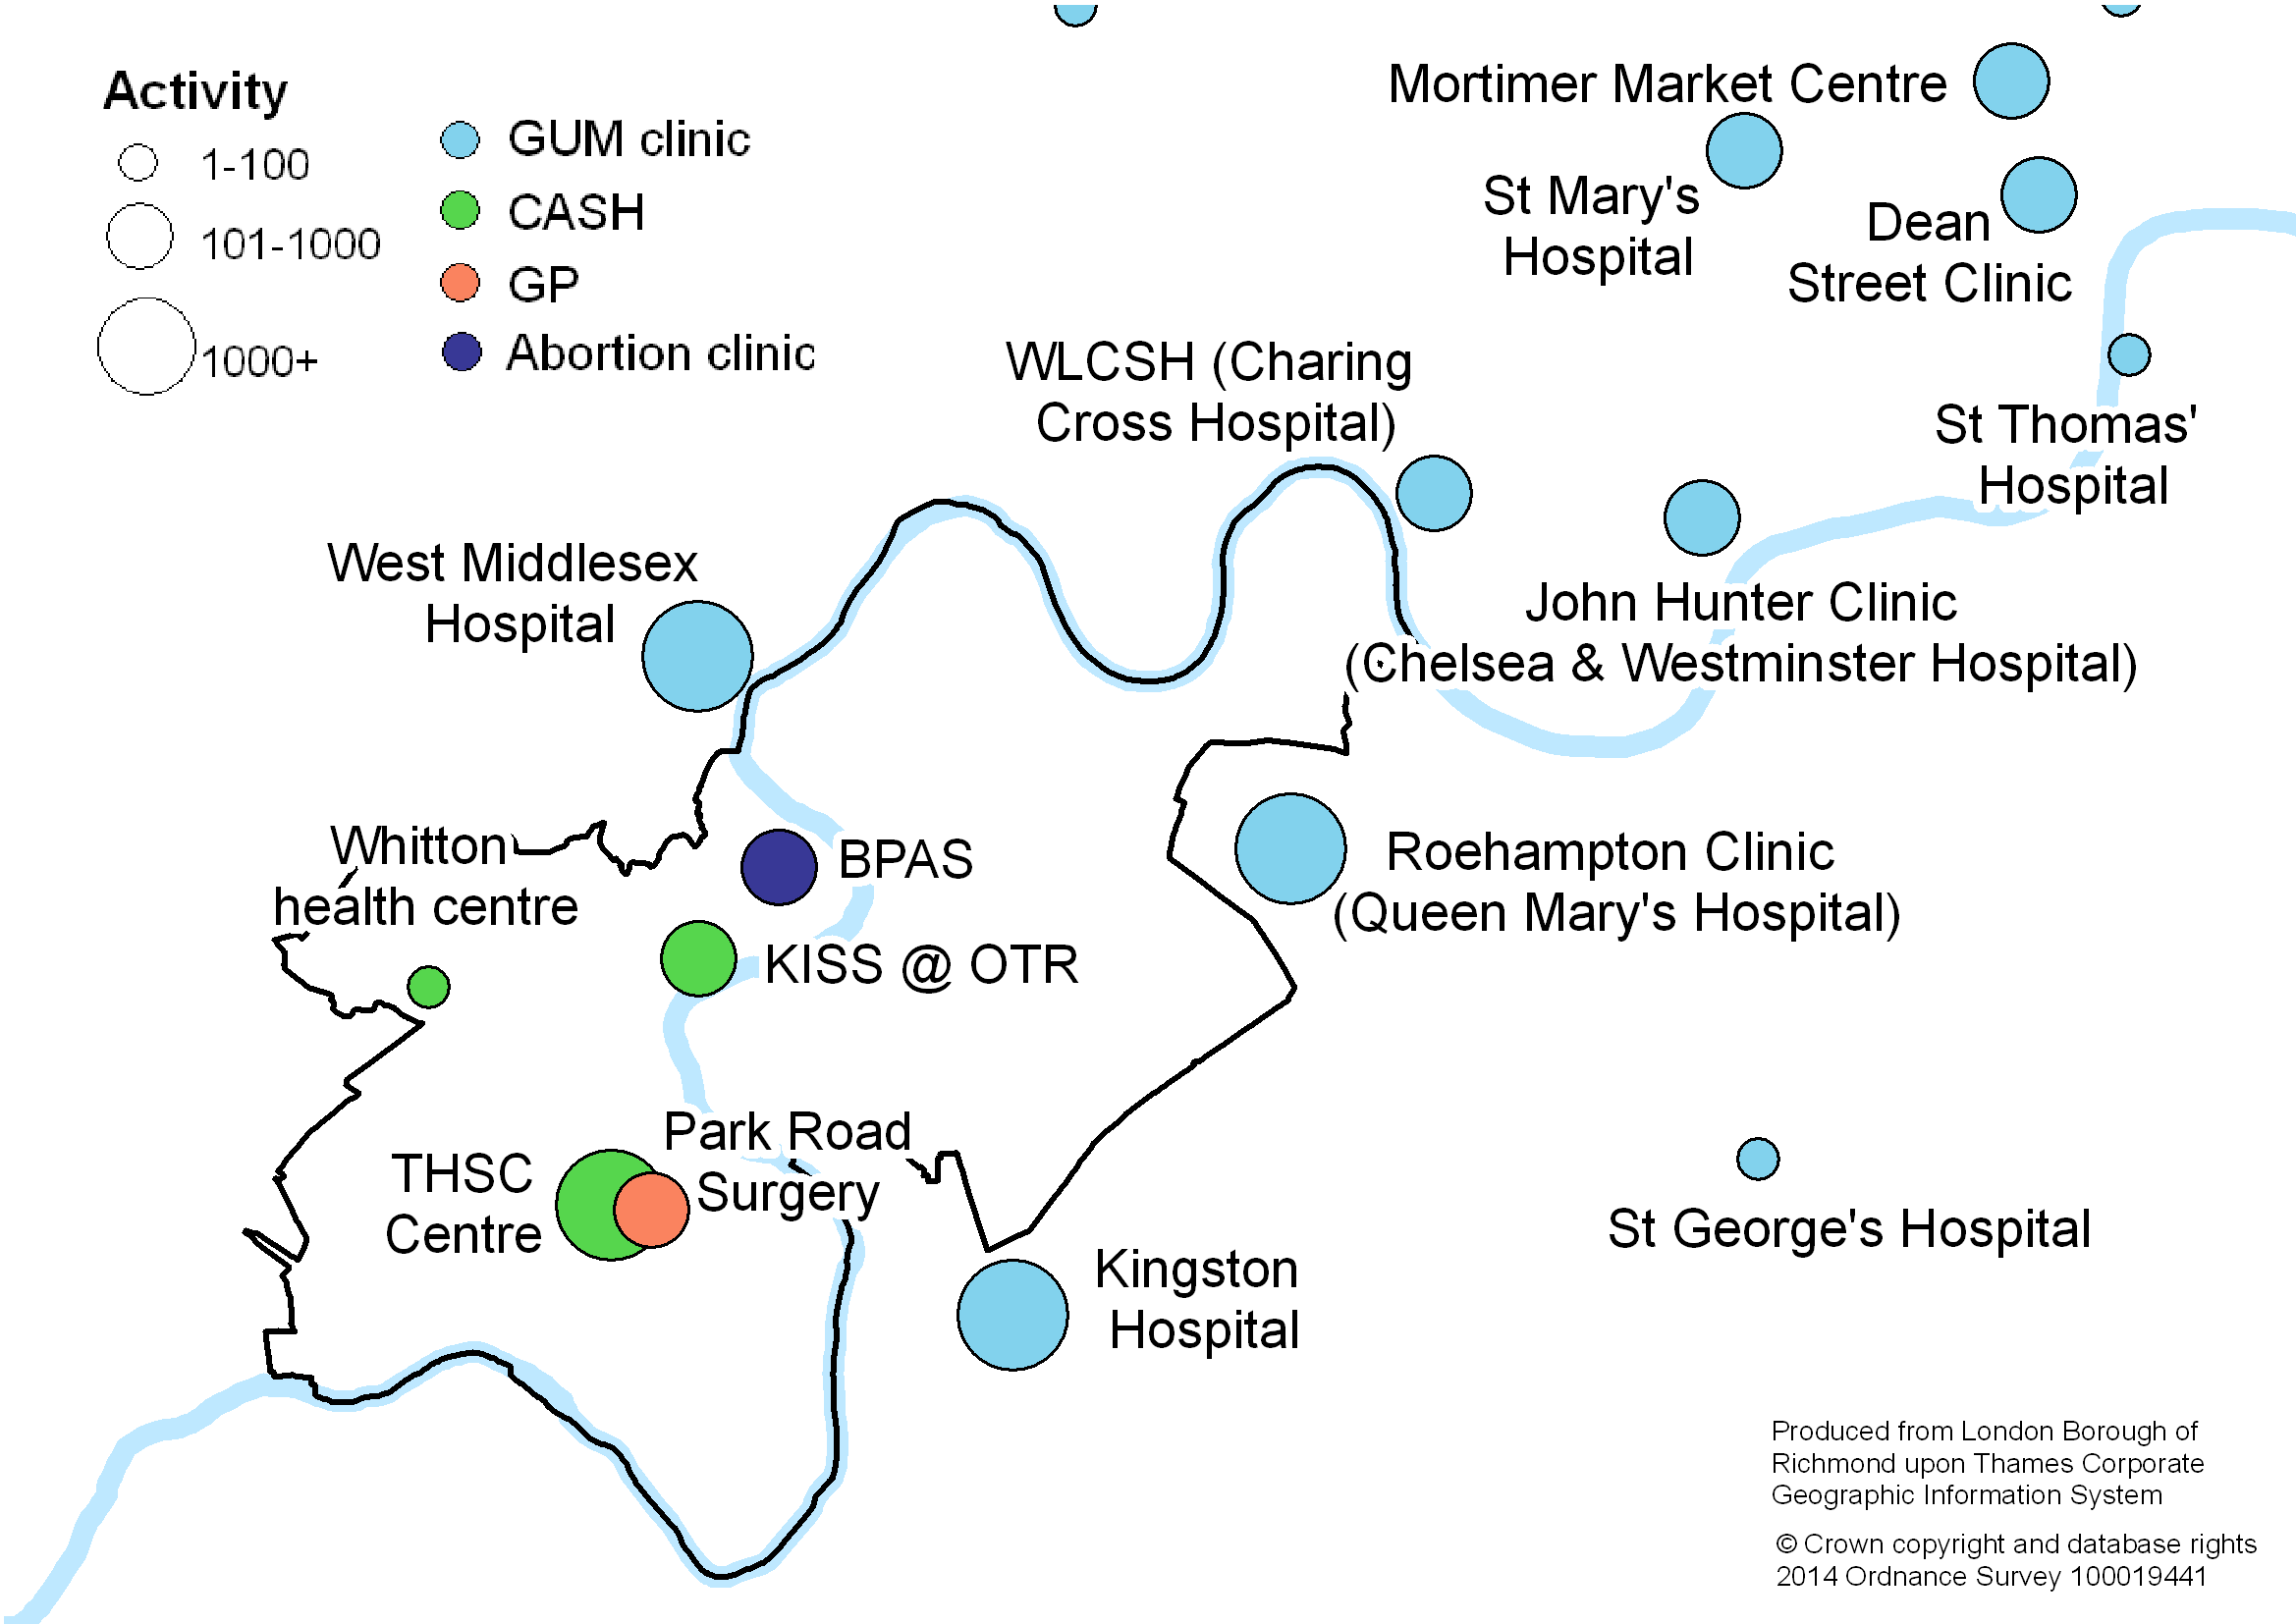 Activity
1-100
101-1000
1000+
GUM clinic
CASH
GP
Abortion clinic
Mortimer Market Centre
St Mary's
Hospital
Dean
Street Clinic
WLCSH (Charing
Cross Hospital)
St Thomas'
Hospital
West Middlesex
Hospital
John Hunter Clinic
(Chelsea & Westminster Hospital)
Whitton
health centre
BPAS
Roehampton Clinic
(Queen Mary's Hospital)
KISS @ OTR
Park Road
Surgery
THSC
Centre
St George's Hospital
Kingston
Hospital
Produced from London Borough of
Richmond upon Thames Corporate
Geographic Information System
© Crown copyright and database rights
2014 Ordnance Survey 100019441